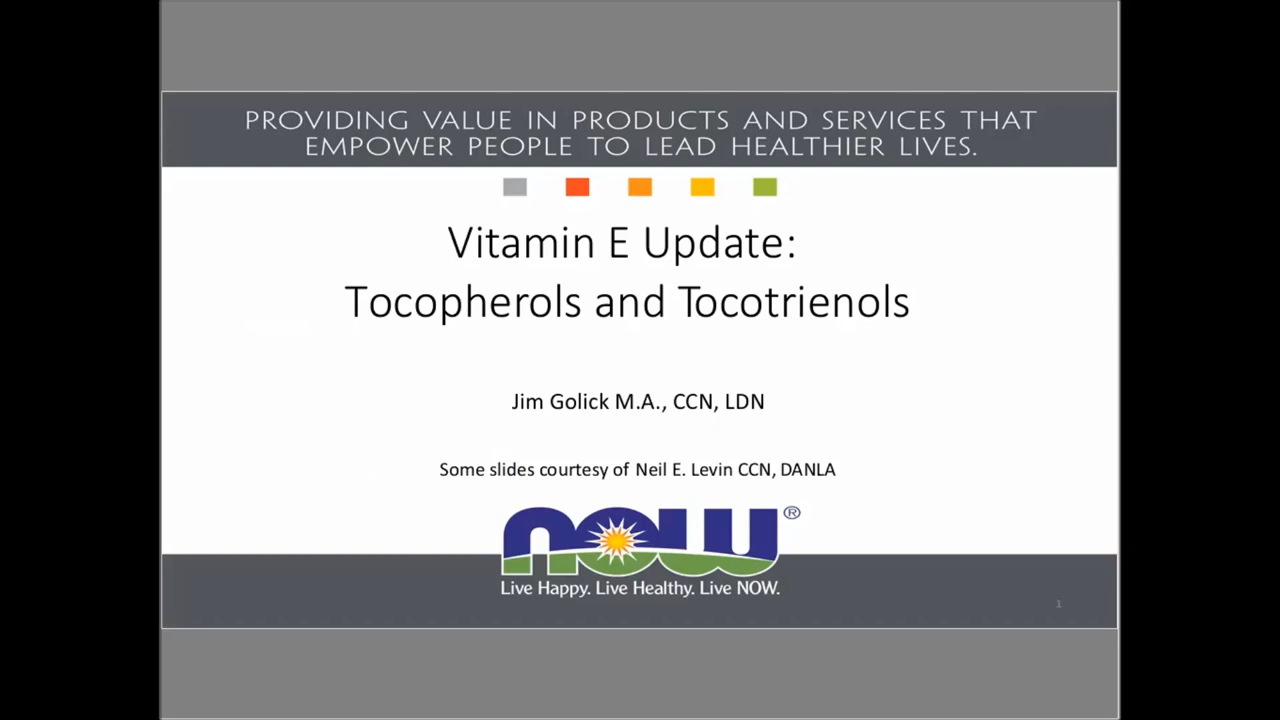 PROVIDING VALUE IN PRODUCTS AND SERVICES THAT
EMPOWER PEOPLE TO LEAD HEALTHIER LIVES.
Vitamin E Update:
Tocopherols and Tocotrienols
Jim Golick M.A., CCN, LDN
Some slides courtesy of Neil E. Levin CCN, DANLA
now®
Live Happy. Live Healthy. Live NOW.
1